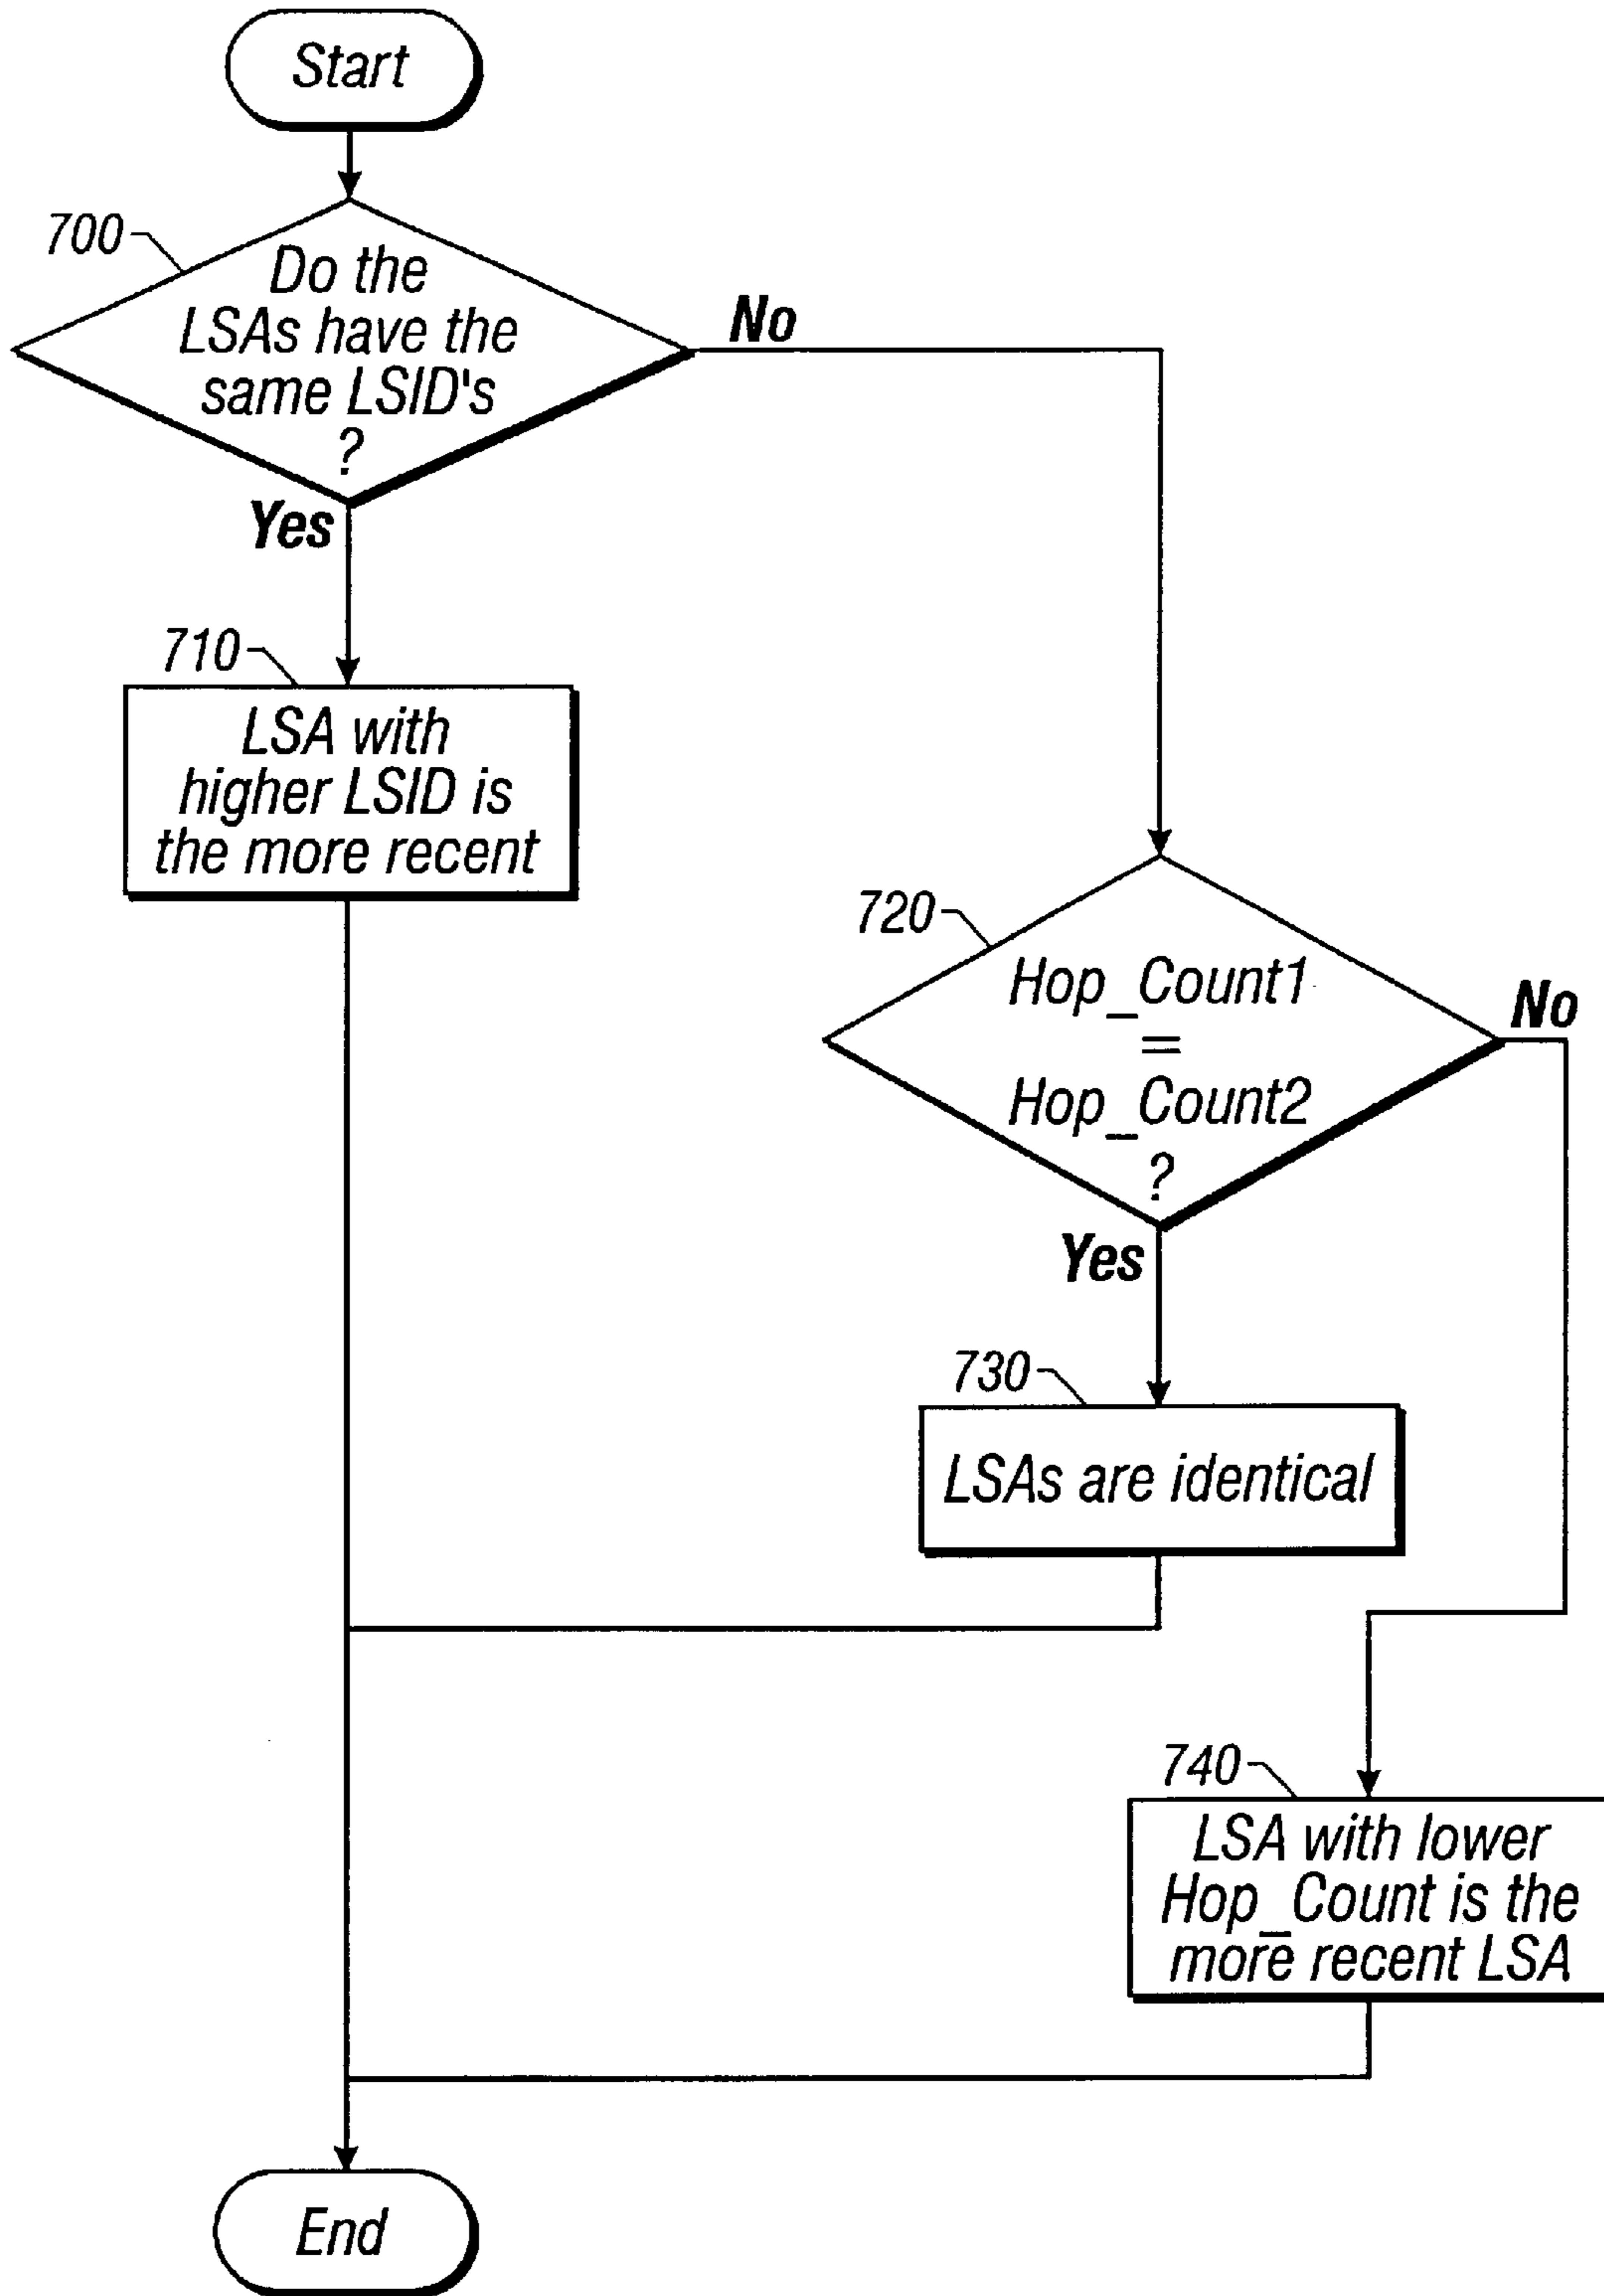 Start
700
Do the
LSAs have the
same LSID's
?
No
Yes
710
LSA with
higher LSID is
the more recent
720
Hop_Count1
=
Hop_Count2
?
No
Yes
730
LSAs are identical
740
LSA with lower
Hop_Count is the
more recent LSA
End